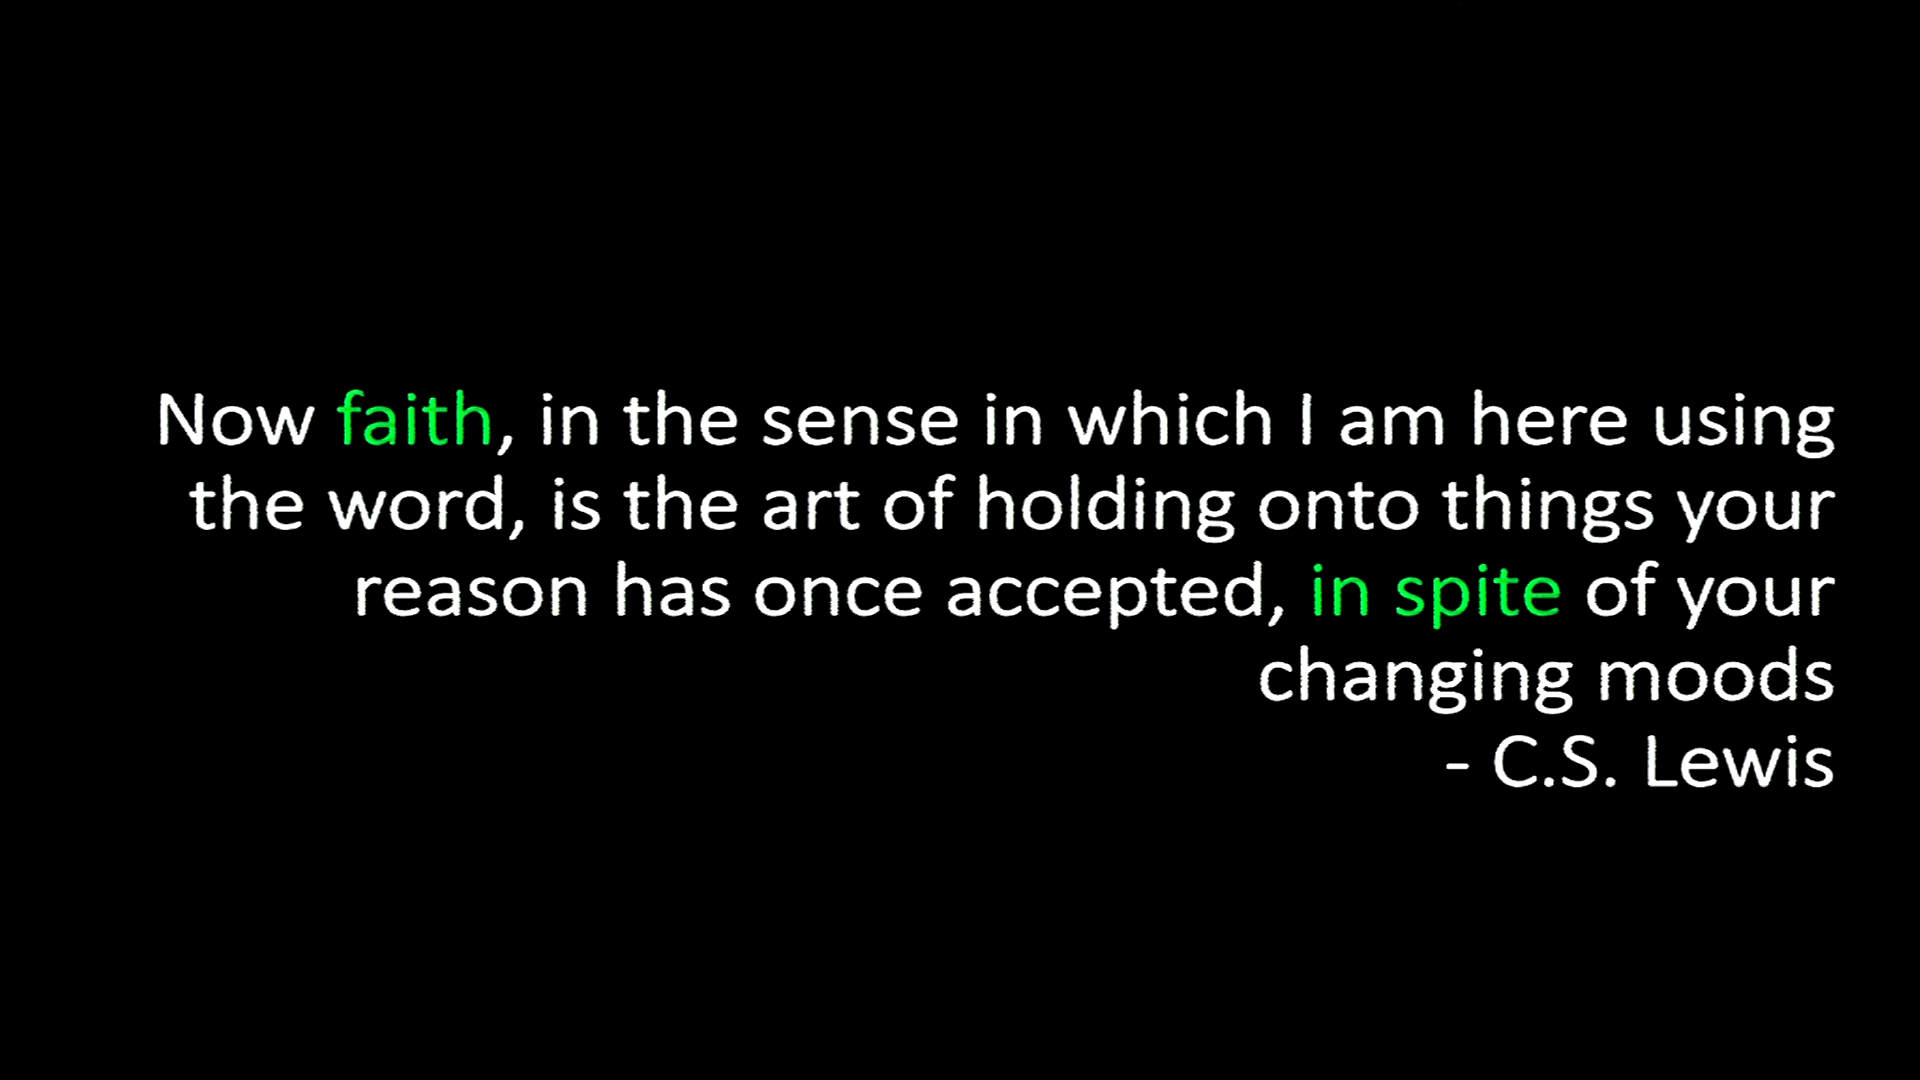 Now faith, in the sense in which I am here using
the word, is the art of holding onto things your
reason has once accepted, in spite of your
changing moods
- C.S. Lewis